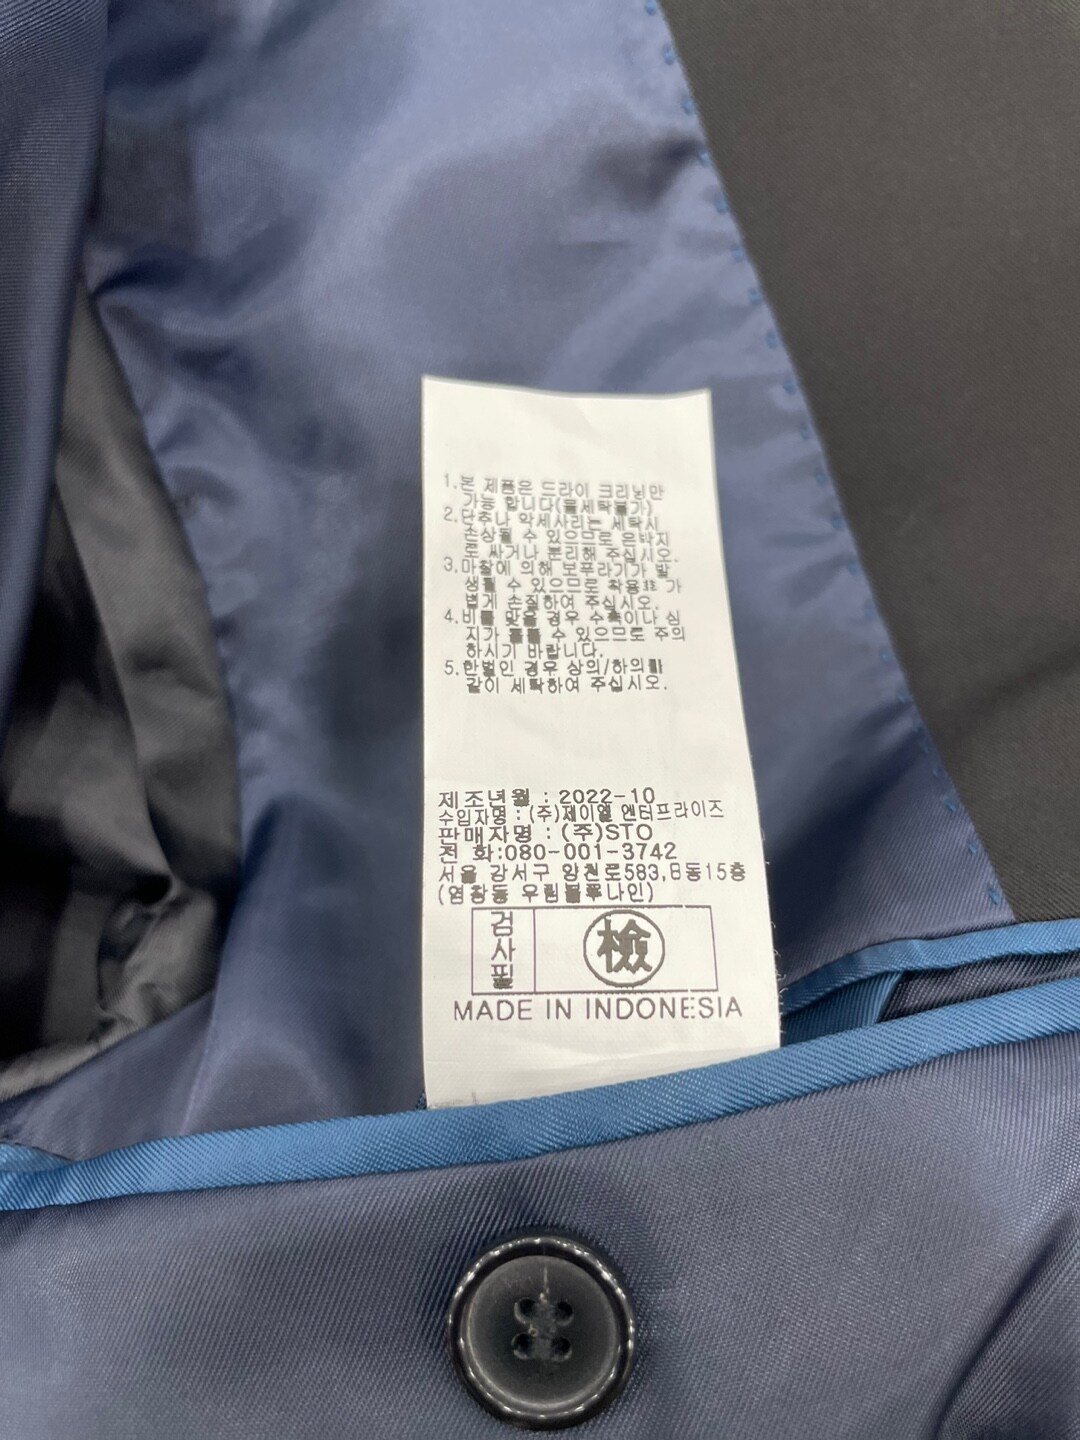 1.본 제품은 드라이 크리닝만
가능 합니다(물세탁불가)
2.단추나 악세사리는 세탁시
손상될 수 있으므로 은박지
로 싸거나 분리해 주십시오.
3.마찰에 의해 보푸라기가 발
생될 수 있으므로 착용후 가
볍게 손질하여 주십시오.
4.비를 맞을 경우 수축이나 심
지가 뒤틀릴 수 있으므로 주의
하시기 바랍니다.
5.한벌인 경우 상의/하의를
같이 세탁하여 주십시오.
제조년월 : 2022-10
수입자명 : (주)제이엘 엔터프라이즈
판매자명 : (주)STO
전 화:080-001-3742
서울 강서구 양천로583,B동15층
(염창동 우림블루나인)
검사필 檢
MADE IN INDONESIA